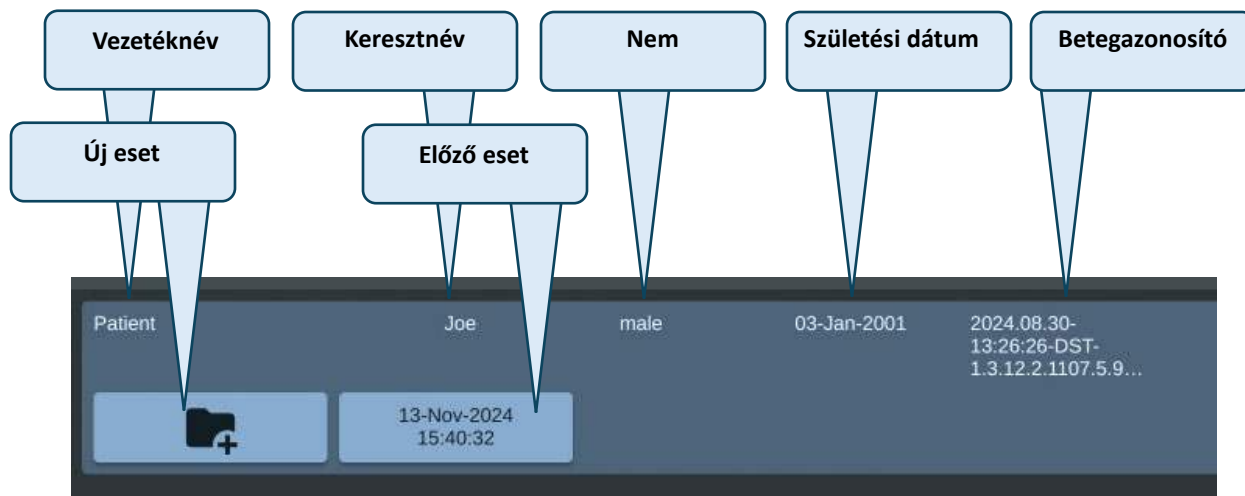 Vezetéknév
Keresztnév
Nem
Születési dátum
Betegazonosító
Új eset
Előző eset
Patient
Joe
male
03-Jan-2001
2024.08.30-
13:26:26-DST-
1.3.12.2.1107.5.9...
13-Nov-2024
15:40:32